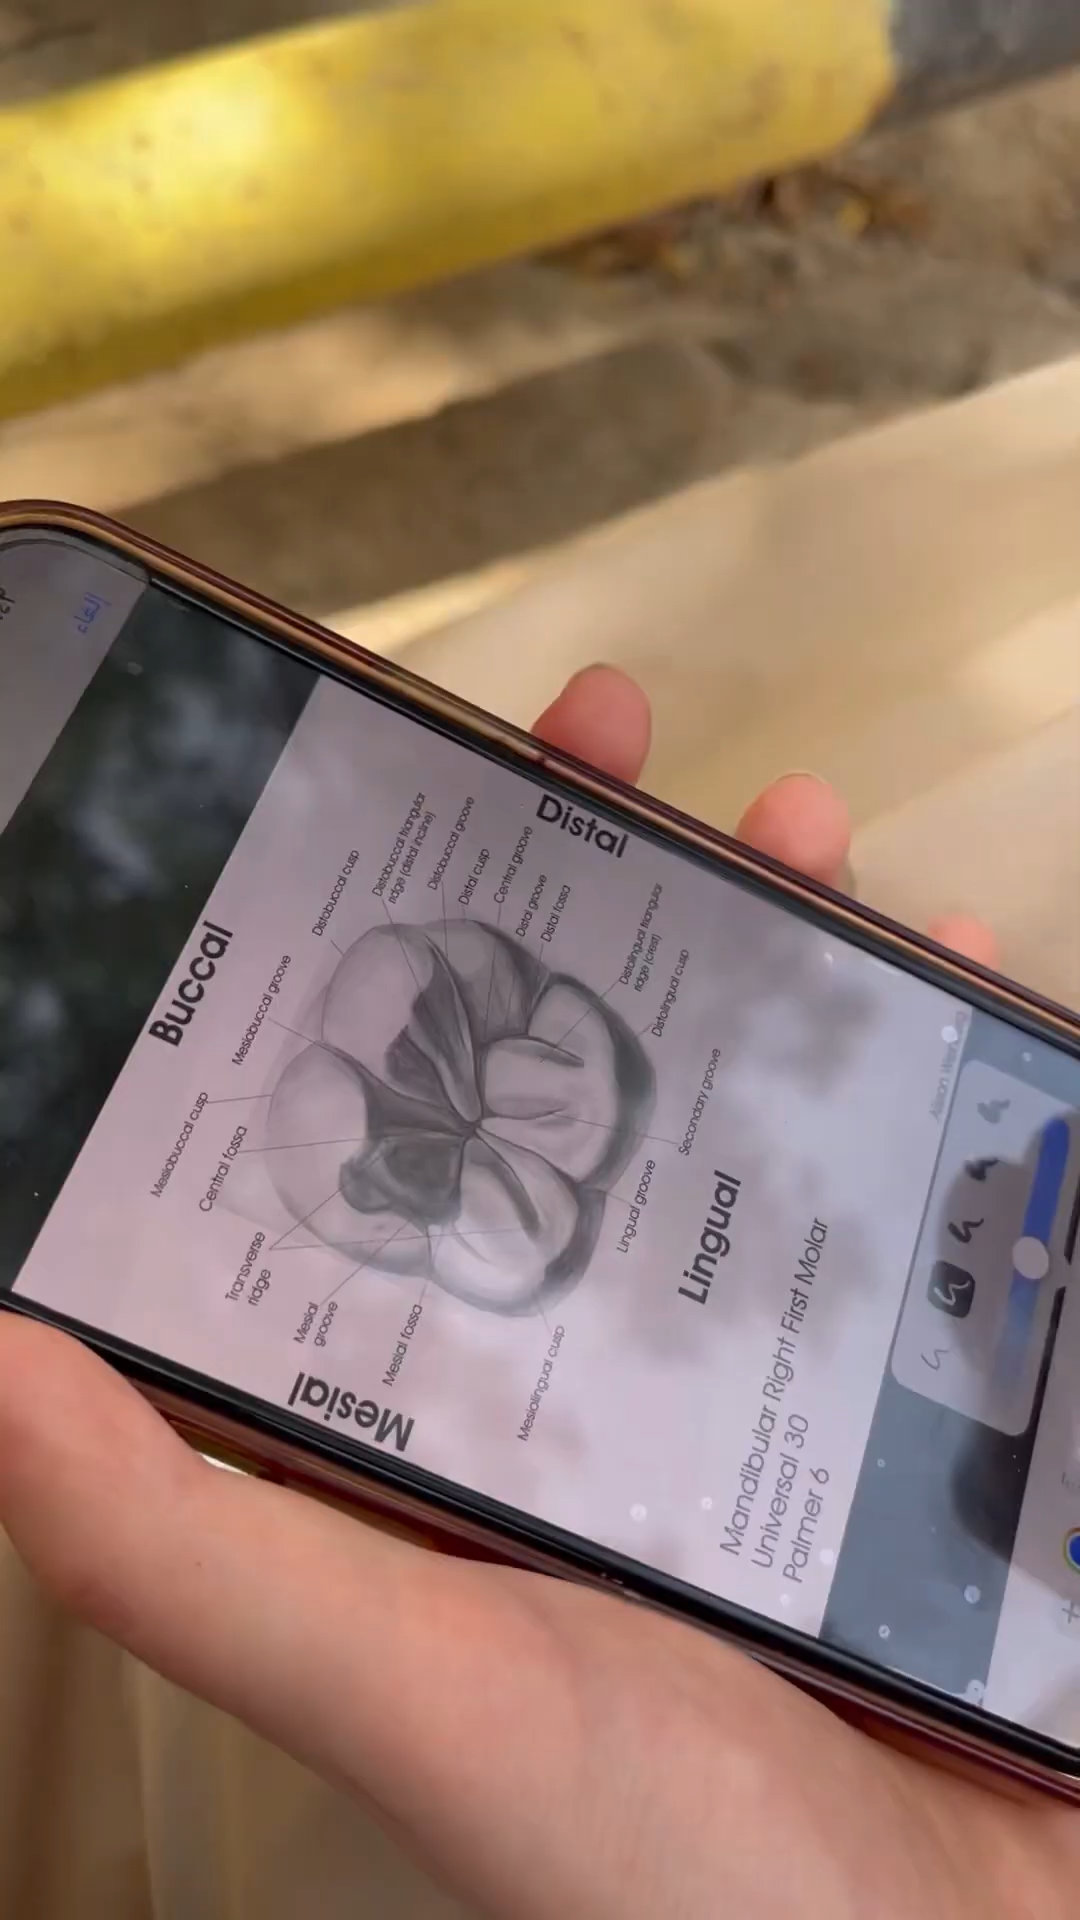 إلغاء
Buccal
Distobuccal cusp
Distobuccal triangular
ridge (distal incline)
Distobuccal groove
Distal cusp
Central groove
Distal groove
Distal fossa
Distal
Distolingual triangular
ridge (crest)
Distolingual cusp
Mesiobuccal groove
Mesiobuccal cusp
Central fossa
Transverse
ridge
Mesial
groove
Mesial fossa
Mesial
Mesiolingual cusp
Lingual groove
Secondary groove
Lingual
Mandibular Right First Molar
Universal 30
Palmer 6